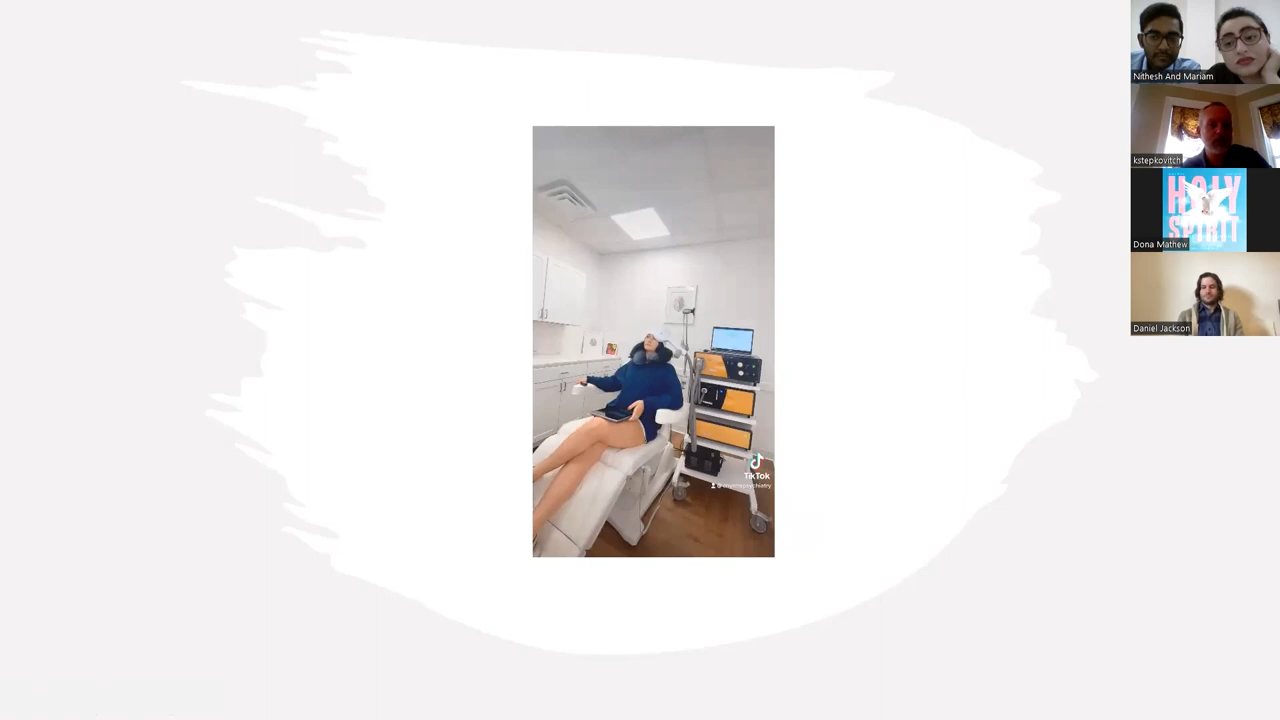 TikTok
Nithesh And Mariam
kstepkovitch
HOLY
SPIRIT
Dona Mathew
Daniel Jackson